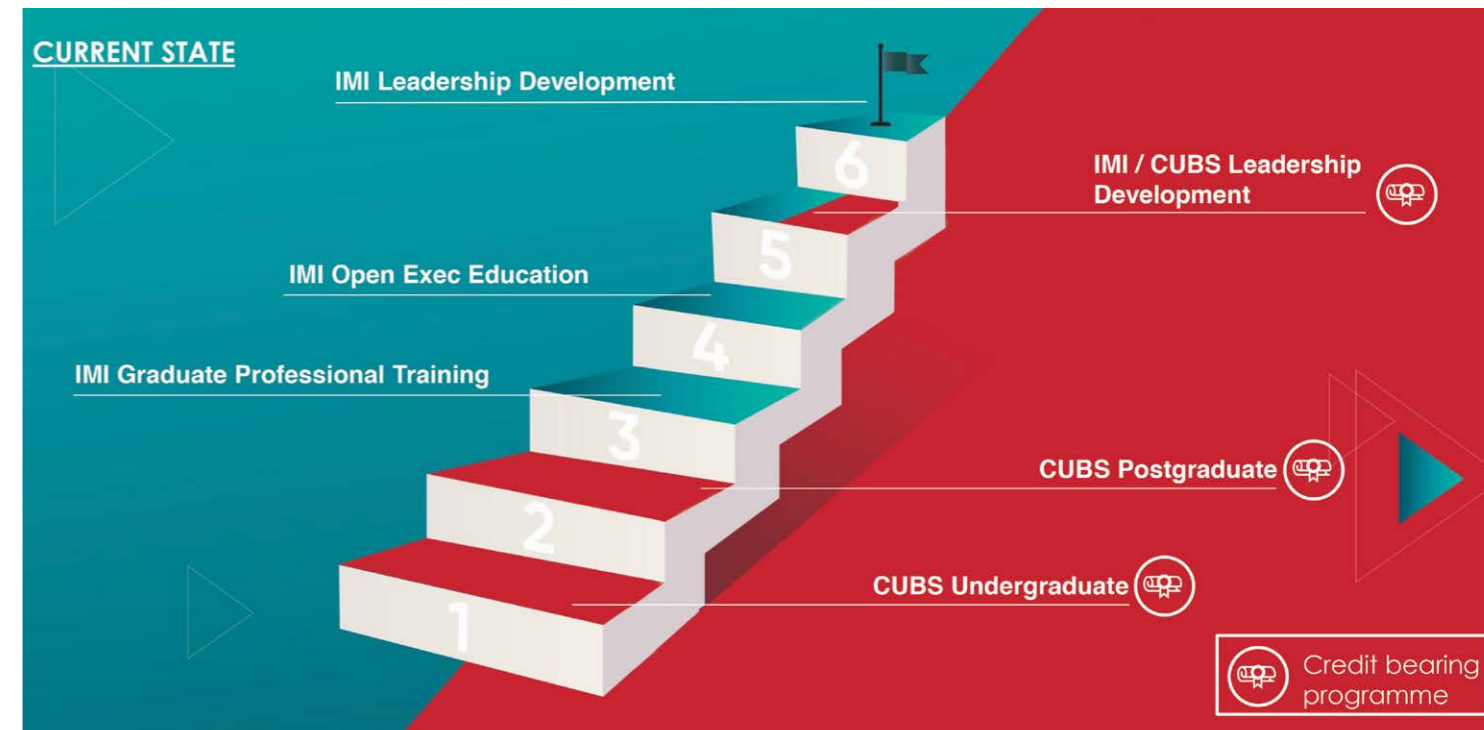 CURRENT STATE
IMI Leadership Development
6
IMI / CUBS Leadership
Development
5
IMI Open Exec Education
4
IMI Graduate Professional Training
3
CUBS Postgraduate
2
CUBS Undergraduate
1
Credit bearing
programme